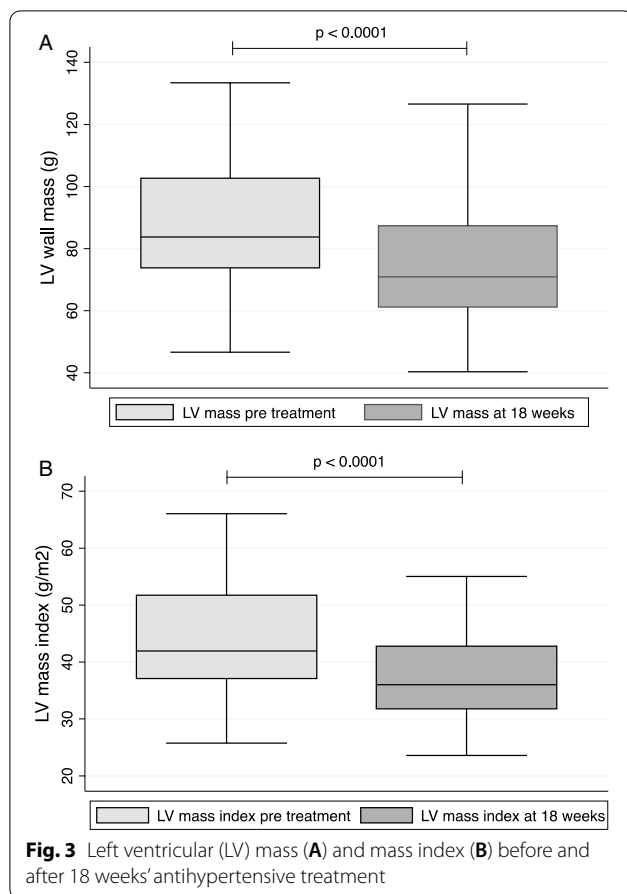 A
p < 0.0001
LV wall mass (g)
140
120
100
80
60
40
LV mass pre treatment
LV mass at 18 weeks
B
p < 0.0001
LV mass index (g/m2)
70
60
50
40
30
20
LV mass index pre treatment
LV mass index at 18 weeks
Fig. 3 Left ventricular (LV) mass (A) and mass index (B) before and
after 18 weeks’ antihypertensive treatment